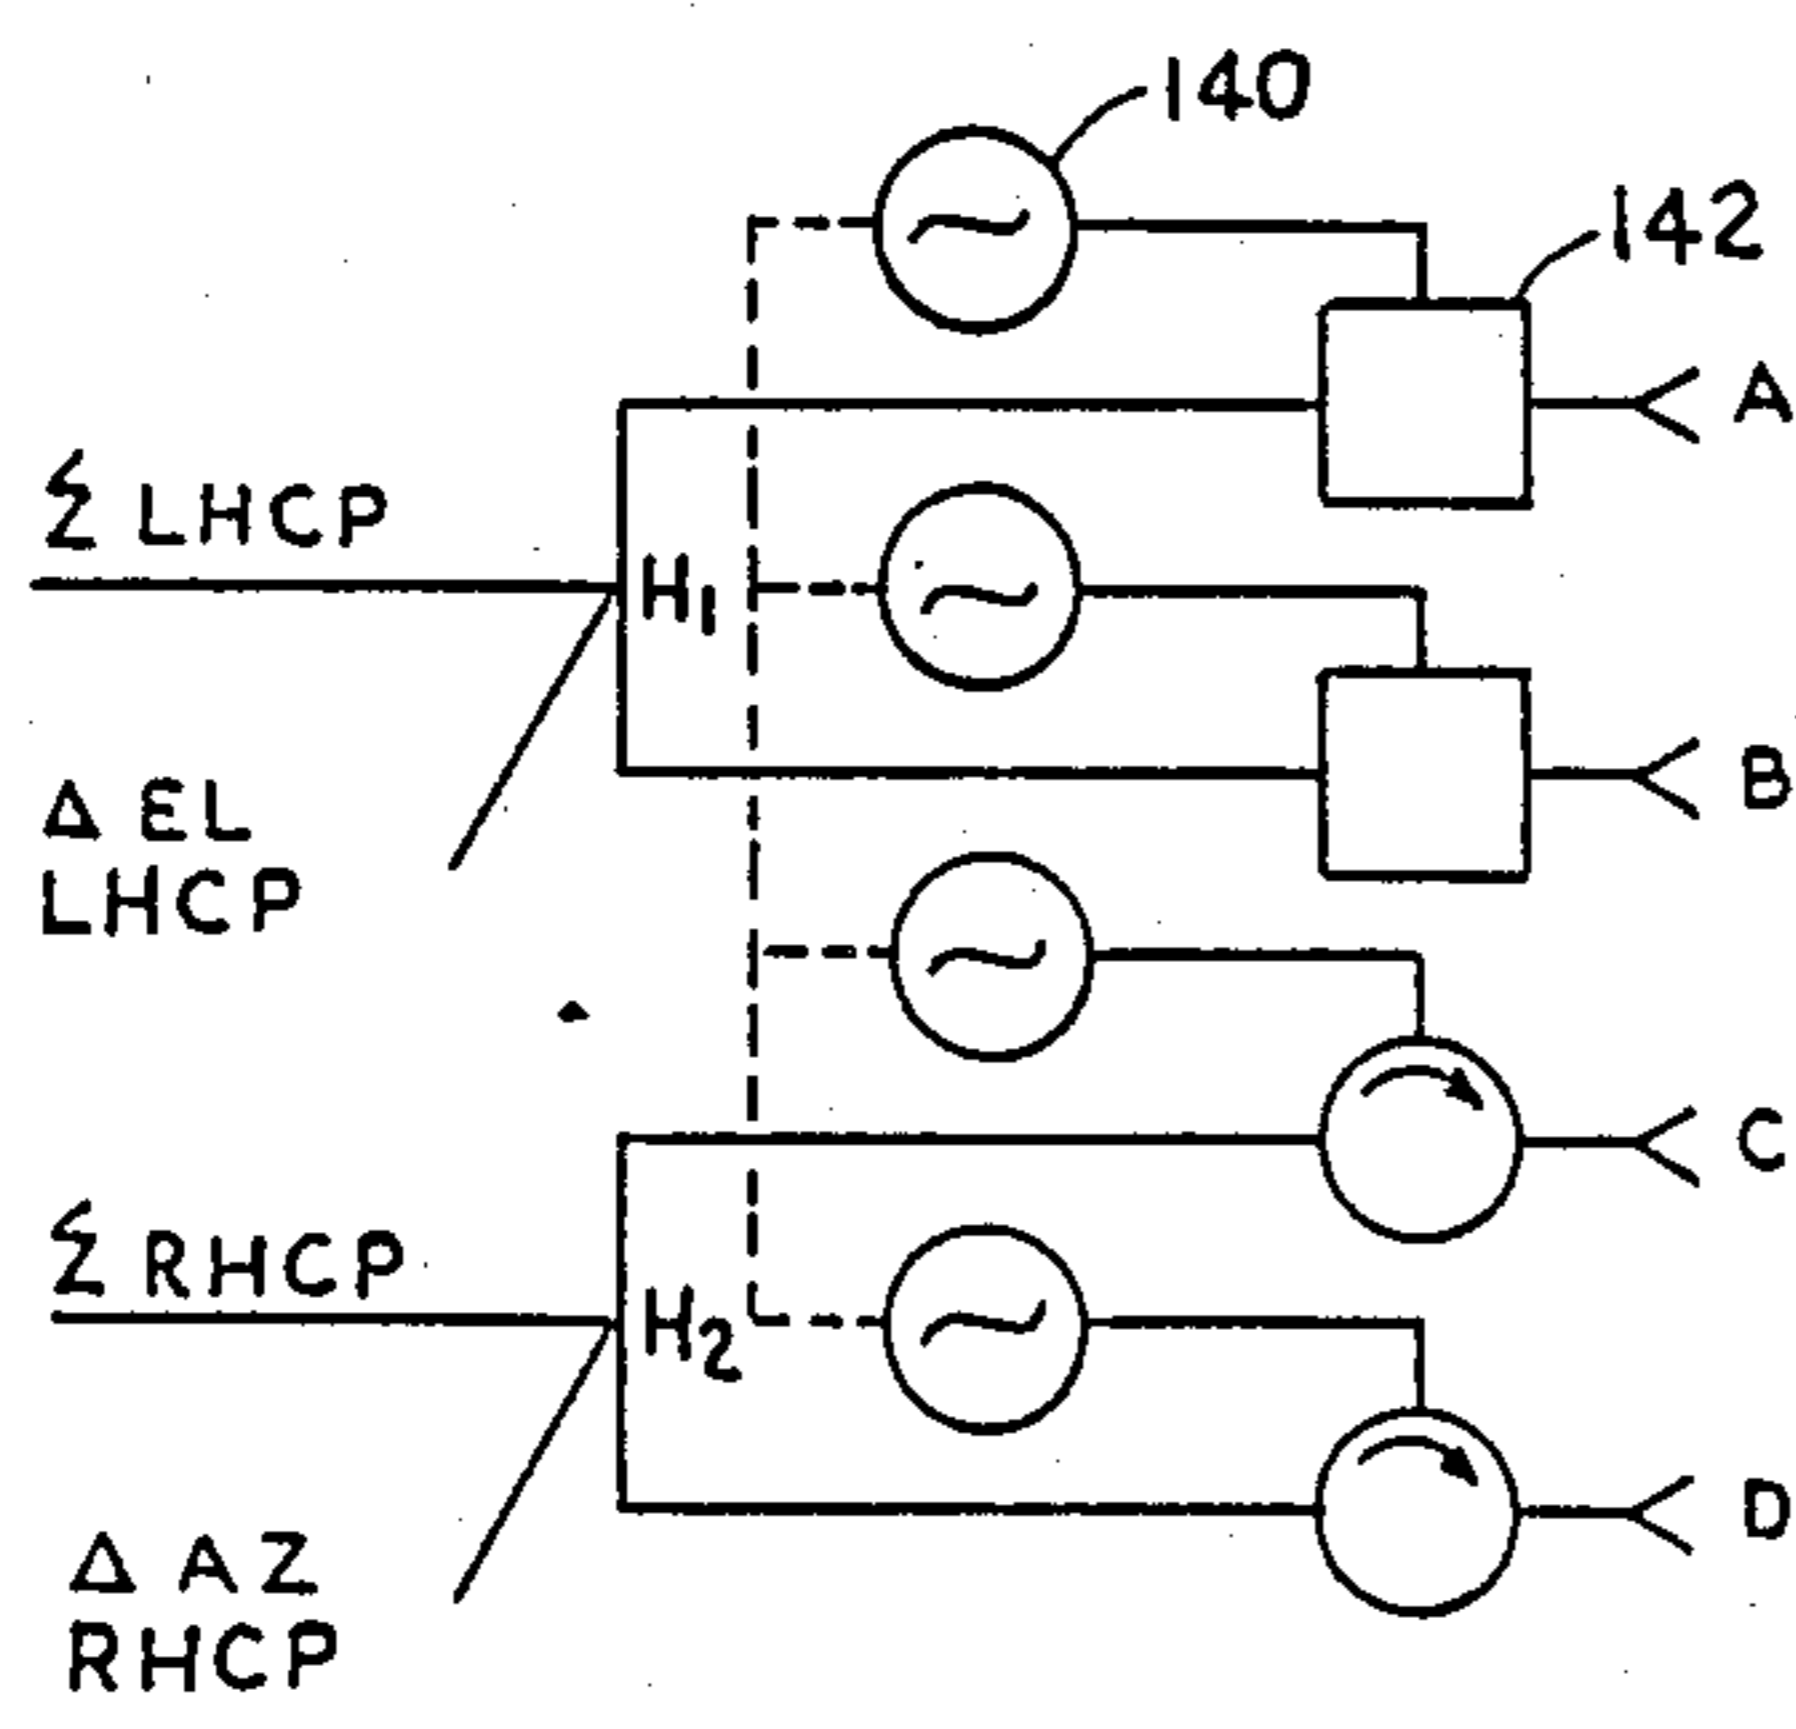 140
142
A
Σ LHCP
H1
B
Δ EL
LHCP
C
Σ RHCP
H2
D
Δ AZ
RHCP